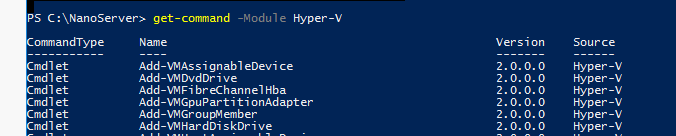 PS C:\NanoServer> get-command -Module Hyper-V
CommandType Name Version Source
----------- ---- ------- ------
Cmdlet Add-VMAssignableDevice 2.0.0.0 Hyper-V
Cmdlet Add-VMDvdDrive 2.0.0.0 Hyper-V
Cmdlet Add-VMFibreChannelHba 2.0.0.0 Hyper-V
Cmdlet Add-VMGpuPartitionAdapter 2.0.0.0 Hyper-V
Cmdlet Add-VMGroupMember 2.0.0.0 Hyper-V
Cmdlet Add-VMHardDiskDrive 2.0.0.0 Hyper-V